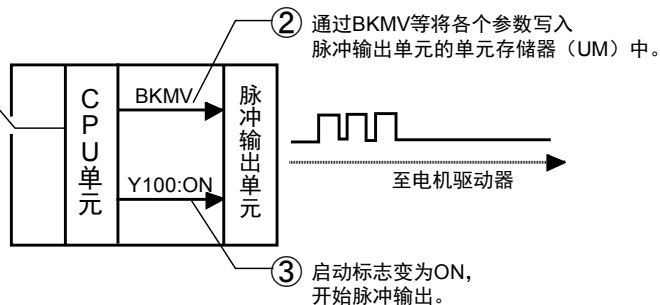 ② 通过BKMV等将各个参数写入
脉冲输出单元的单元存储器（UM）中。
CPU单元
BKMV
脉冲输出单元
Y100:ON
至电机驱动器
③ 启动标志变为ON，
开始脉冲输出。